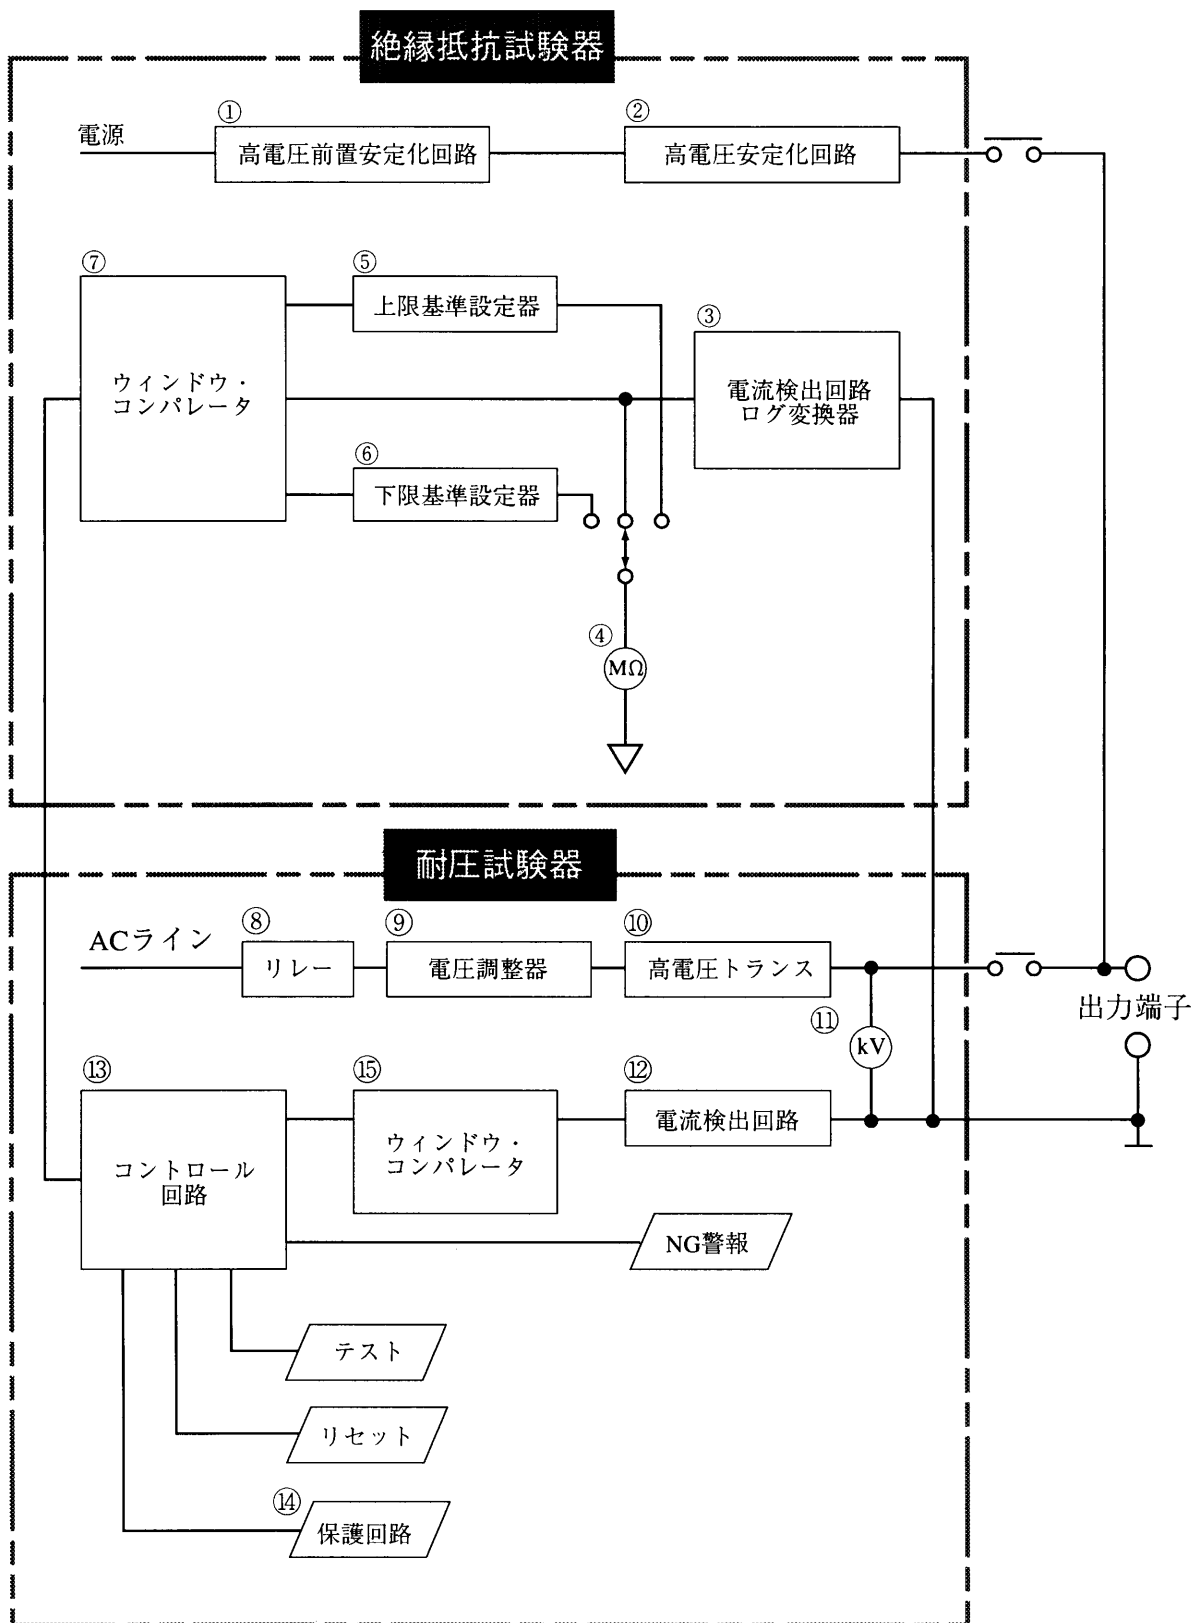 絶縁抵抗試験器
電源
①
高電圧前置安定化回路
②
高電圧安定化回路
⑦
ウィンドウ・
コンパレータ
⑤
上限基準設定器
③
電流検出回路
ログ変換器
⑥
下限基準設定器
④
MΩ
耐圧試験器
ACライン
⑧
リレー
⑨
電圧調整器
⑩
高電圧トランス
⑪
kV
出力端子
⑬
コントロール
回路
⑮
ウィンドウ・
コンパレータ
⑫
電流検出回路
NG警報
テスト
リセット
⑭
保護回路